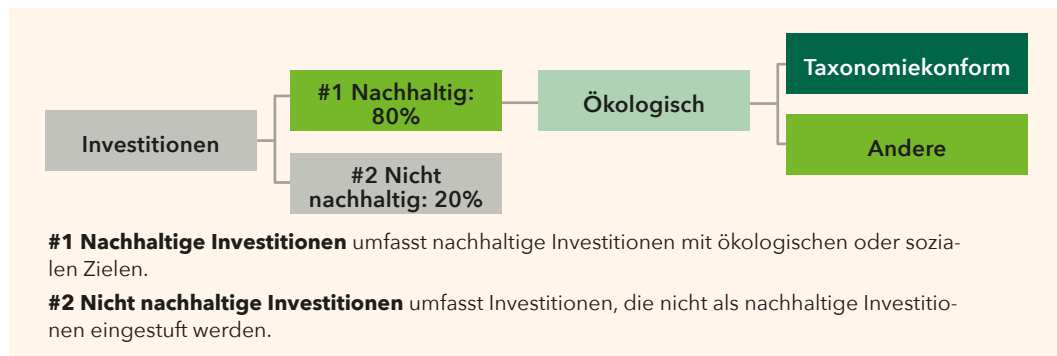 Investitionen
#1 Nachhaltig:
80%
#2 Nicht
nachhaltig: 20%
Ökologisch
Taxonomiekonform
Andere
#1 Nachhaltige Investitionen umfasst nachhaltige Investitionen mit ökologischen oder sozia-
len Zielen.
#2 Nicht nachhaltige Investitionen umfasst Investitionen, die nicht als nachhaltige Investitio-
nen eingestuft werden.